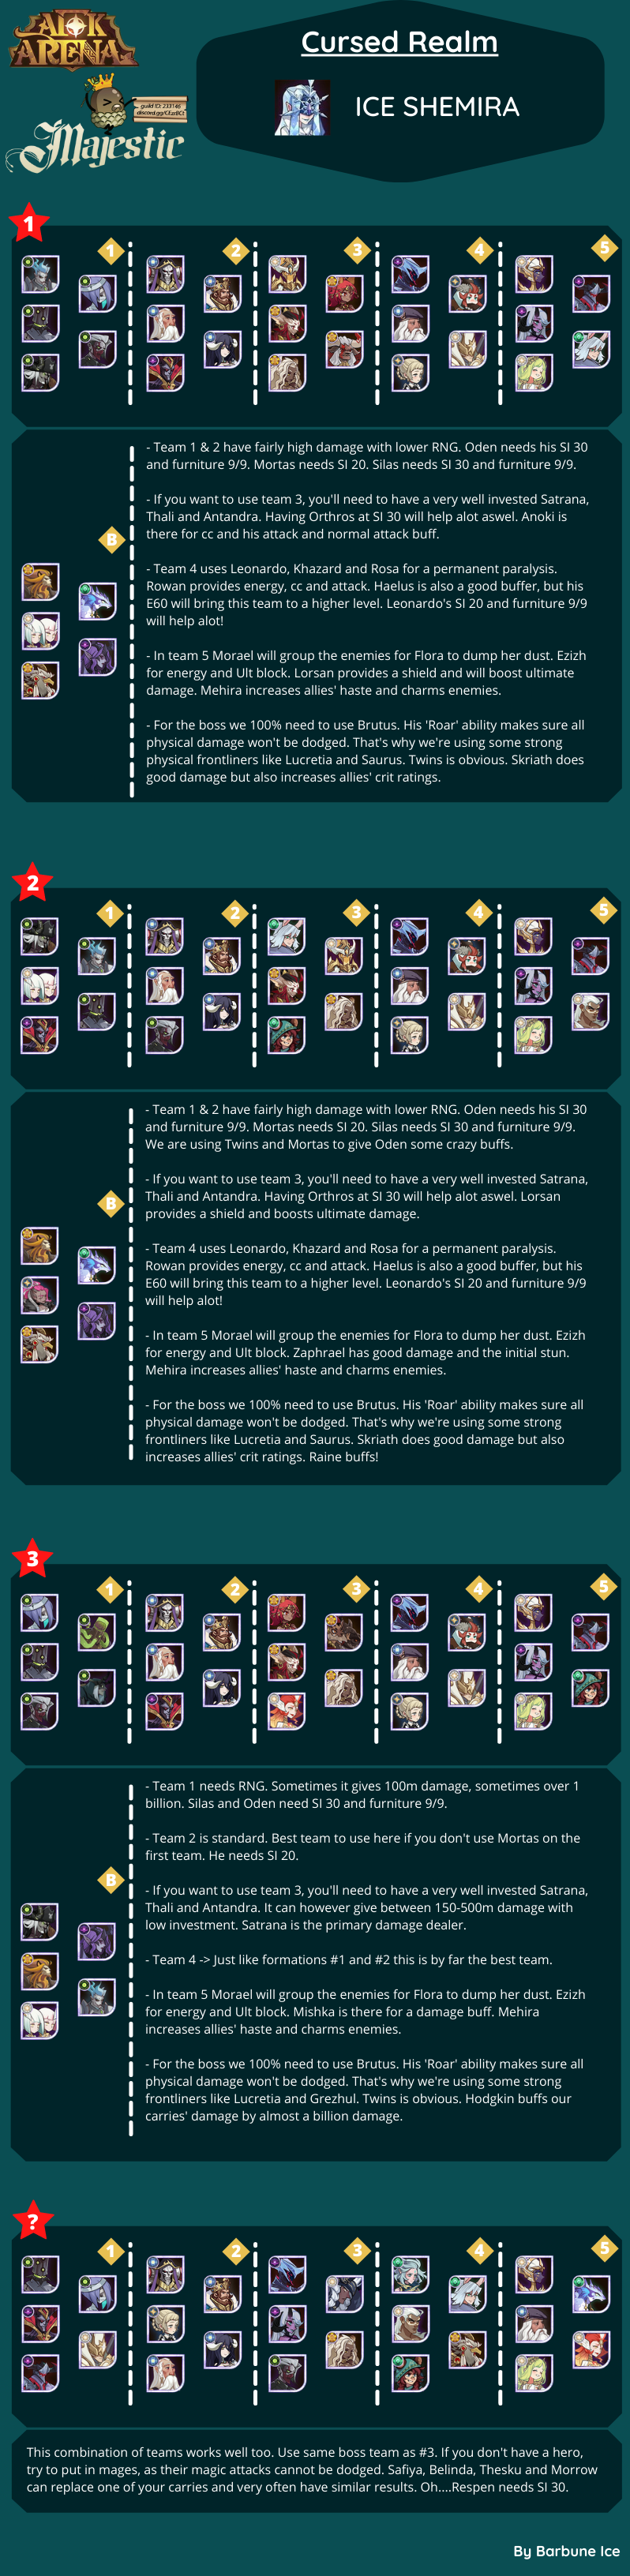 AFK
ARENA
guild ID: 233146
Majestic
Cursed Realm
ICE SHEMIRA
1
1
2
3
4
5
B
- Team 1 & 2 have fairly high damage with lower RNG. Oden needs his SI 30
and furniture 9/9. Mortas needs SI 20. Silas needs SI 30 and furniture 9/9.
- If you want to use team 3, you'll need to have a very well invested Satrana,
Thali and Antandra. Having Orthros at SI 30 will help alot aswel. Anoki is
there for cc and his attack and normal attack buff.
- Team 4 uses Leonardo, Khazard and Rosa for a permanent paralysis.
Rowan provides energy, cc and attack. Haelus is also a good buffer, but his
E60 will bring this team to a higher level. Leonardo's SI 20 and furniture 9/9
will help alot!
- In team 5 Morael will group the enemies for Flora to dump her dust. Ezizh
for energy and Ult block. Lorsan provides a shield and will boost ultimate
damage. Mehira increases allies' haste and charms enemies.
- For the boss we 100% need to use Brutus. His 'Roar' ability makes sure all
physical damage won't be dodged. That's why we're using some strong
physical frontliners like Lucretia and Saurus. Twins is obvious. Skriath does
good damage but also increases allies' crit ratings.
2
1
2
3
4
5
B
- Team 1 & 2 have fairly high damage with lower RNG. Oden needs his SI 30
and furniture 9/9. Mortas needs SI 20. Silas needs SI 30 and furniture 9/9.
We are using Twins and Mortas to give Oden some crazy buffs.
- If you want to use team 3, you'll need to have a very well invested Satrana,
Thali and Antandra. Having Orthros at SI 30 will help alot aswel. Lorsan
provides a shield and boosts ultimate damage.
- Team 4 uses Leonardo, Khazard and Rosa for a permanent paralysis.
Rowan provides energy, cc and attack. Haelus is also a good buffer, but his
E60 will bring this team to a higher level. Leonardo's SI 20 and furniture 9/9
will help alot!
- In team 5 Morael will group the enemies for Flora to dump her dust. Ezizh
for energy and Ult block. Zaphrael has good damage and the initial stun.
Mehira increases allies' haste and charms enemies.
- For the boss we 100% need to use Brutus. His 'Roar' ability makes sure all
physical damage won't be dodged. That's why we're using some strong
frontliners like Lucretia and Saurus. Skriath does good damage but also
increases allies' crit ratings. Raine buffs!
3
1
2
3
4
5
B
- Team 1 needs RNG. Sometimes it gives 100m damage, sometimes over 1
billion. Silas and Oden need SI 30 and furniture 9/9.
- Team 2 is standard. Best team to use here if you don't use Mortas on the
first team. He needs SI 20.
- If you want to use team 3, you'll need to have a very well invested Satrana,
Thali and Antandra. It can however give between 150-500m damage with
low investment. Satrana is the primary damage dealer.
- Team 4 -> Just like formations #1 and #2 this is by far the best team.
- In team 5 Morael will group the enemies for Flora to dump her dust. Ezizh
for energy and Ult block. Mishka is there for a damage buff. Mehira
increases allies' haste and charms enemies.
- For the boss we 100% need to use Brutus. His 'Roar' ability makes sure all
physical damage won't be dodged. That's why we're using some strong
frontliners like Lucretia and Grezhul. Twins is obvious. Hodgkin buffs our
carries' damage by almost a billion damage.
?
1
2
3
4
5
This combination of teams works well too. Use same boss team as #3. If you don't have a hero,
try to put in mages, as their magic attacks cannot be dodged. Safiya, Belinda, Thesku and Morrow
can replace one of your carries and very often have similar results. Oh....Respen needs SI 30.
By Barbune Ice